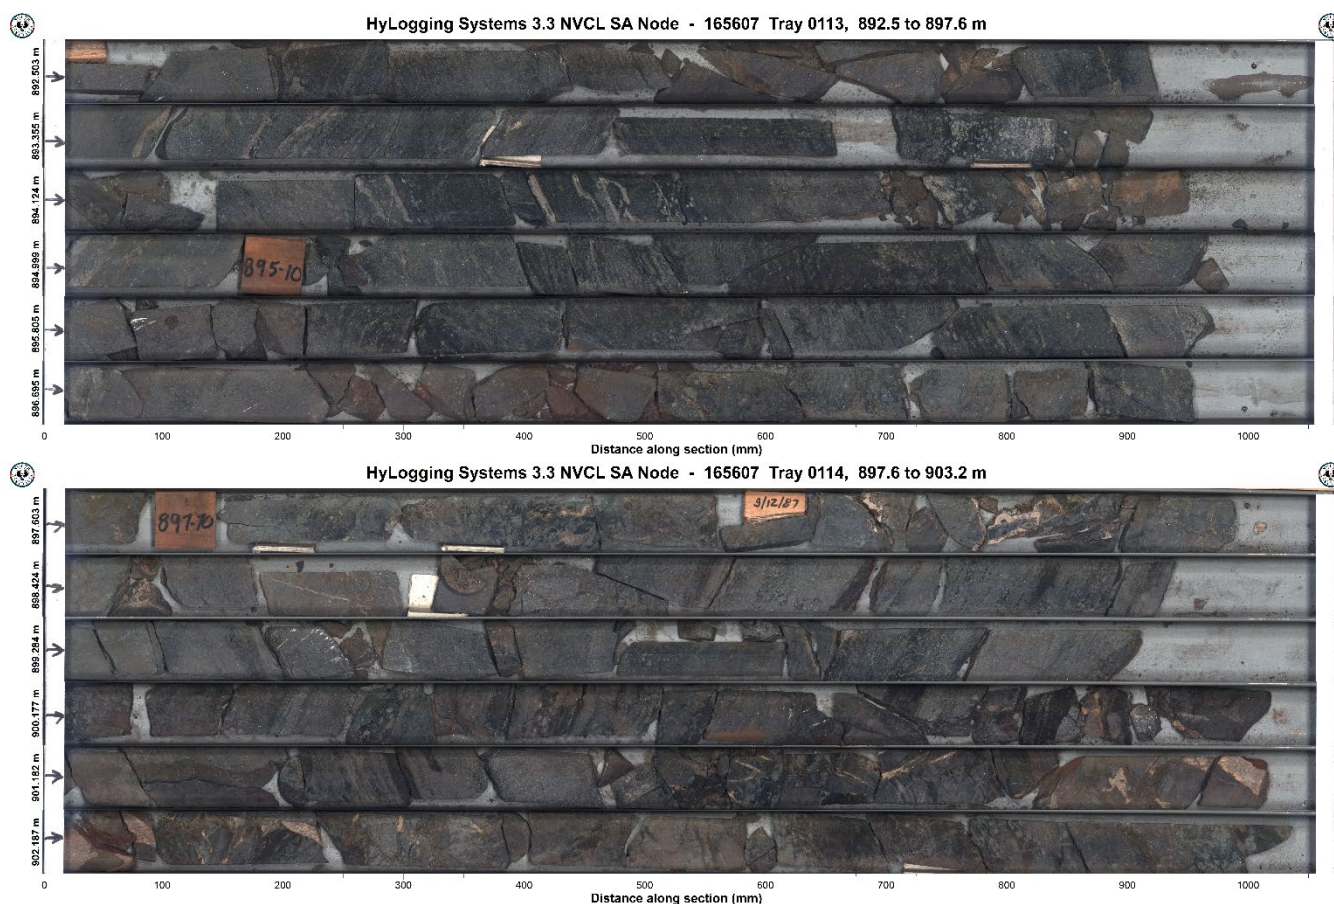 HyLogging Systems 3.3 NVCL SA Node - 165607 Tray 0113, 892.5 to 897.6 m
892.503 m
893.355 m
894.124 m
894.999 m
895-10
895.805 m
896.695 m
0 100 200 300 400 500 600 700 800 900 1000
Distance along section (mm)
HyLogging Systems 3.3 NVCL SA Node - 165607 Tray 0114, 897.6 to 903.2 m
897.603 m
897-70
9/12/87
898.424 m
899.284 m
900.177 m
901.182 m
902.187 m
0 100 200 300 400 500 600 700 800 900 1000
Distance along section (mm)